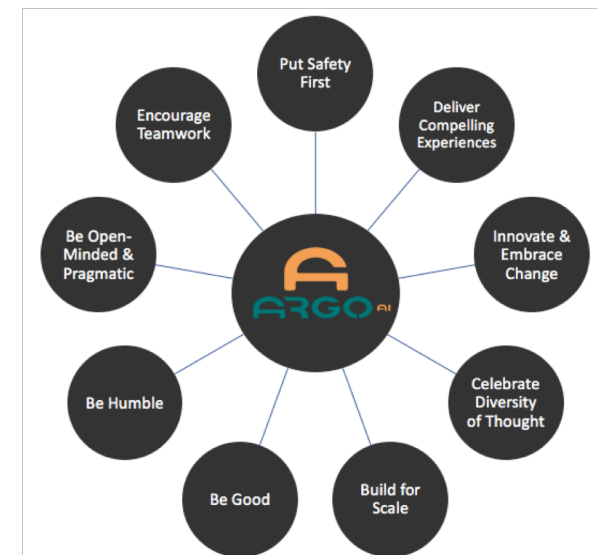 Put Safety
First
Deliver
Compelling
Experiences
Innovate &
Embrace
Change
Celebrate
Diversity
of Thought
Build for
Scale
Be Good
Be Humble
Be Open-
Minded &
Pragmatic
Encourage
Teamwork
ARGO AI